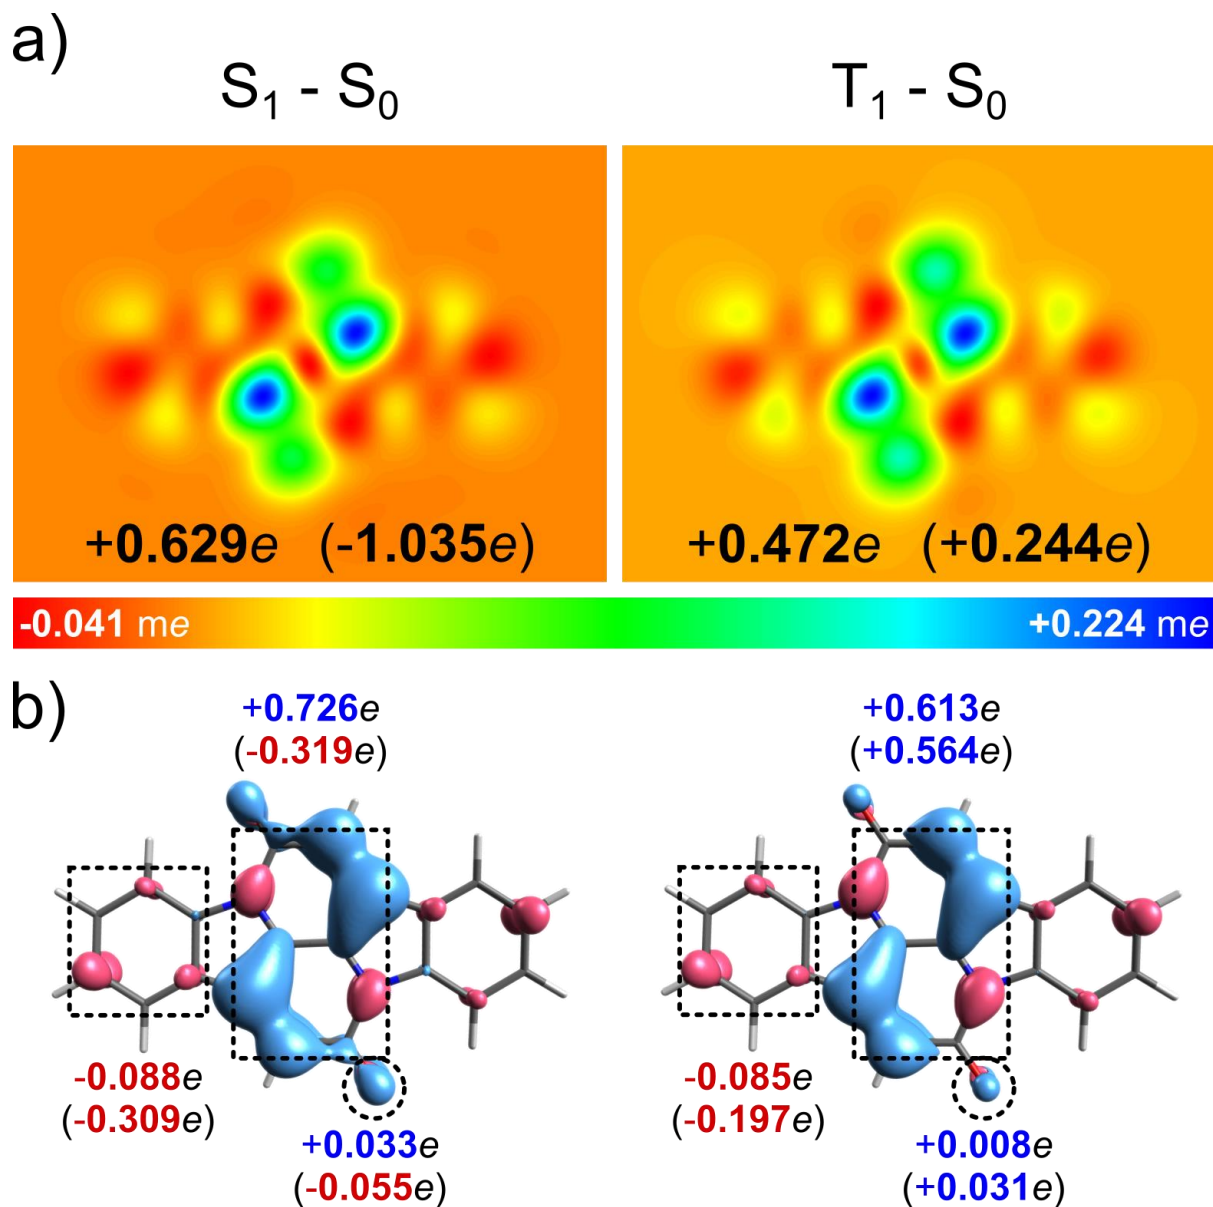 a)
S₁ - S₀ T₁ - S₀
+0.629e (-1.035e) +0.472e (+0.244e)
-0.041 me +0.224 me
b)
+0.726e +0.613e
(-0.319e) (+0.564e)
-0.088e -0.085e
(-0.309e) (-0.197e)
+0.033e +0.008e
(-0.055e) (+0.031e)